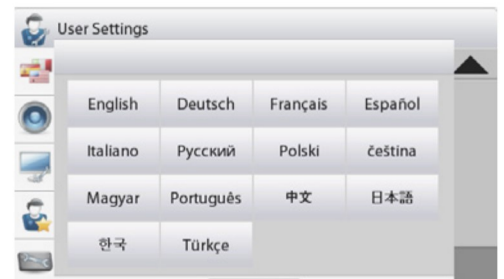 User Settings
English Deutsch Français Español
Italiano Русский Polski čeština
Magyar Português 中文 日本語
한국 Türkçe